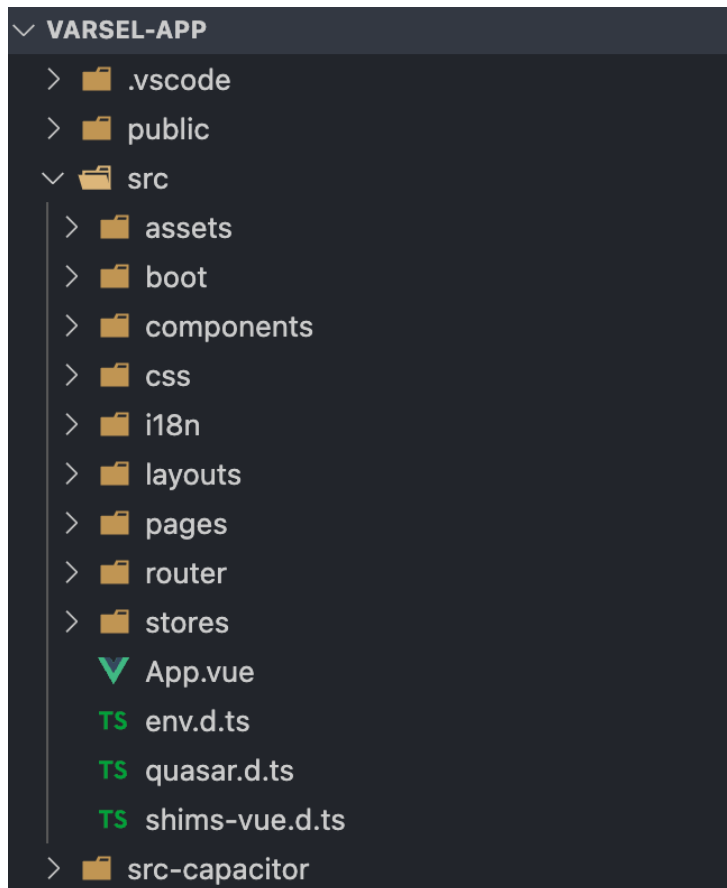 VARSEL-APP
.vscode
public
src
assets
boot
components
css
i18n
layouts
pages
router
stores
App.vue
TS env.d.ts
TS quasar.d.ts
TS shims-vue.d.ts
src-capacitor